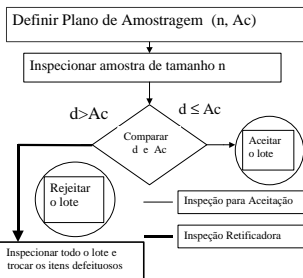 Definir Plano de Amostragem (n, Ac)
Inspecionar amostra de tamanho n
d>Ac
d ≤ Ac
Comparar
d e Ac
Aceitar
o lote
Rejeitar
o lote
Inspeção para Aceitação
Inspeção Retificadora
Inspecionar todo o lote e
trocar os itens defeituosos